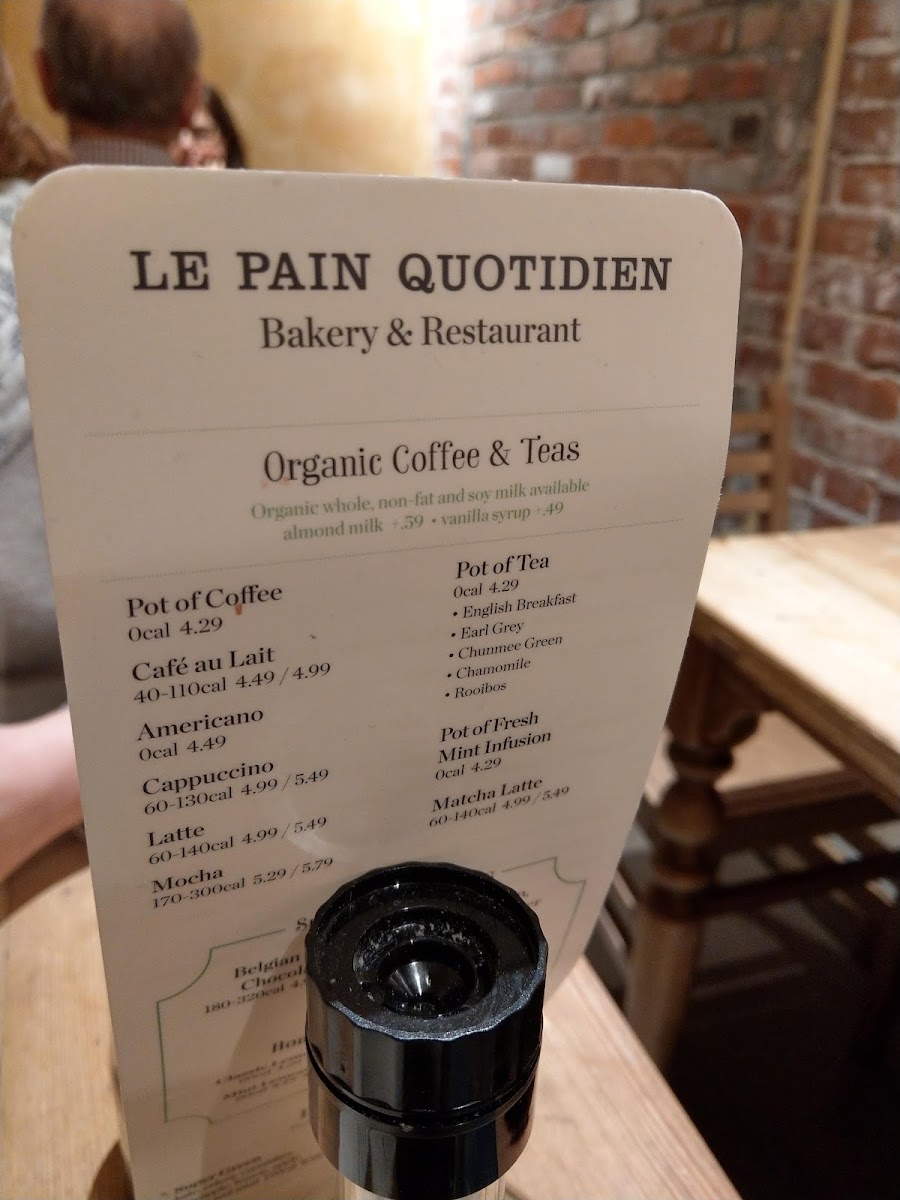 LE PAIN QUOTIDIEN
Bakery & Restaurant
Organic Coffee & Teas
Organic whole, non-fat and soy milk available
almond milk +.59 • vanilla syrup +.49
Pot of Coffee
0cal 4.29
Café au Lait
40-110cal 4.49 / 4.99
Americano
0cal 4.49
Cappuccino
60-130cal 4.99 / 5.49
Latte
60-140cal 4.99 / 5.49
Mocha
170-300cal 5.29 / 5.79
Pot of Tea
0cal 4.29
• English Breakfast
• Earl Grey
• Chunmee Green
• Chamomile
• Rooibos
Pot of Fresh
Mint Infusion
0cal 4.29
Matcha Latte
60-140cal 4.99 / 5.49
Belgian
180-320cal
Super Green